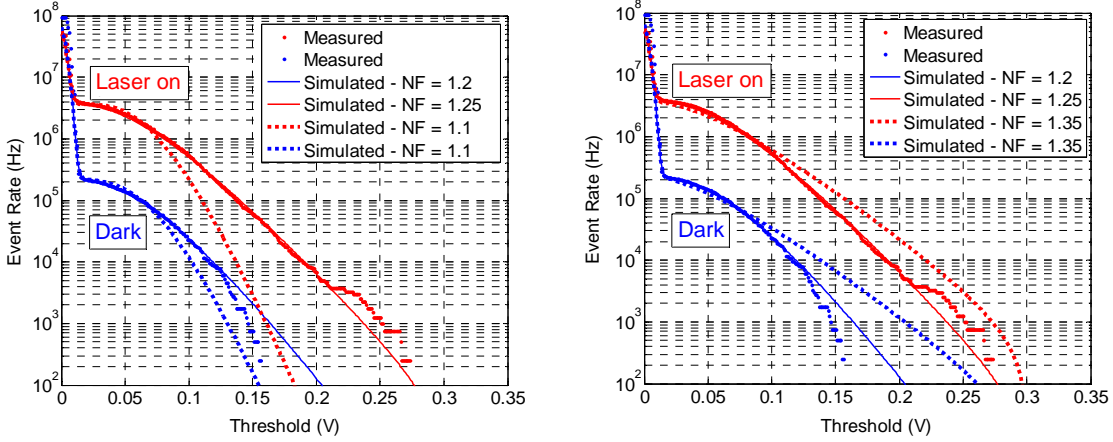 10^8
10^7
10^6
10^5
10^4
10^3
10^2
Event Rate (Hz)
Laser on
Dark
Measured
Measured
Simulated - NF = 1.2
Simulated - NF = 1.25
Simulated - NF = 1.1
Simulated - NF = 1.1
0 0.05 0.1 0.15 0.2 0.25 0.3 0.35
Threshold (V)
10^8
10^7
10^6
10^5
10^4
10^3
10^2
Event Rate (Hz)
Laser on
Dark
Measured
Measured
Simulated - NF = 1.2
Simulated - NF = 1.25
Simulated - NF = 1.35
Simulated - NF = 1.35
0 0.05 0.1 0.15 0.2 0.25 0.3 0.35
Threshold (V)